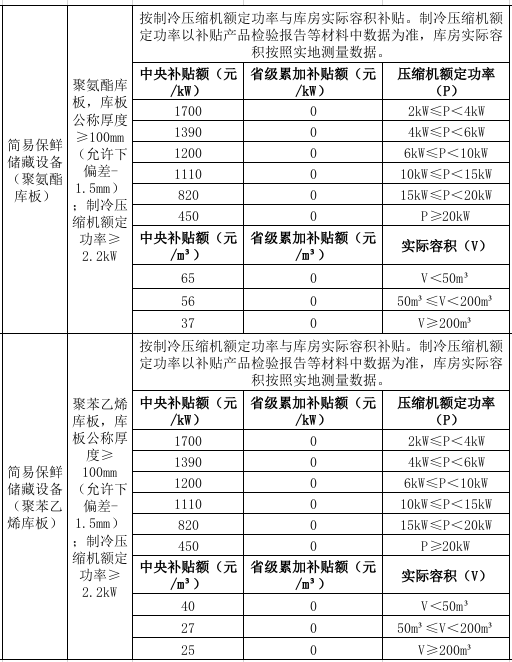 简易保鲜
储藏设备
（聚氨酯
库板）
聚氨酯库
板，库板
公称厚度
≥100mm
（允许下
偏差-
1.5mm）
；制冷压
缩机额定
功率≥
2.2kW
按制冷压缩机额定功率与库房实际容积补贴。制冷压缩机额
定功率以补贴产品检验报告等材料中数据为准，库房实际容
积按照实地测量数据。
中央补贴额（元
/kW） 省级累加补贴额（元
/kW） 压缩机额定功率
（P）
1700 0 2kW≤P＜4kW
1390 0 4kW≤P＜6kW
1200 0 6kW≤P＜10kW
1110 0 10kW≤P＜15kW
820 0 15kW≤P＜20kW
450 0 P≥20kW
中央补贴额（元
/m³） 省级累加补贴额（元
/m³） 实际容积（V）
65 0 V＜50m³
56 0 50m³≤V＜200m³
37 0 V≥200m³
简易保鲜
储藏设备
（聚苯乙
烯库板）
聚苯乙烯
库板，库
板公称厚
度≥
100mm
（允许下
偏差-
1.5mm）
；制冷压
缩机额定
功率≥
2.2kW
按制冷压缩机额定功率与库房实际容积补贴。制冷压缩机额
定功率以补贴产品检验报告等材料中数据为准，库房实际容
积按照实地测量数据。
中央补贴额（元
/kW） 省级累加补贴额（元
/kW） 压缩机额定功率
（P）
1700 0 2kW≤P＜4kW
1390 0 4kW≤P＜6kW
1200 0 6kW≤P＜10kW
1110 0 10kW≤P＜15kW
820 0 15kW≤P＜20kW
450 0 P≥20kW
中央补贴额（元
/m³） 省级累加补贴额（元
/m³） 实际容积（V）
40 0 V＜50m³
27 0 50m³≤V＜200m³
25 0 V≥200m³